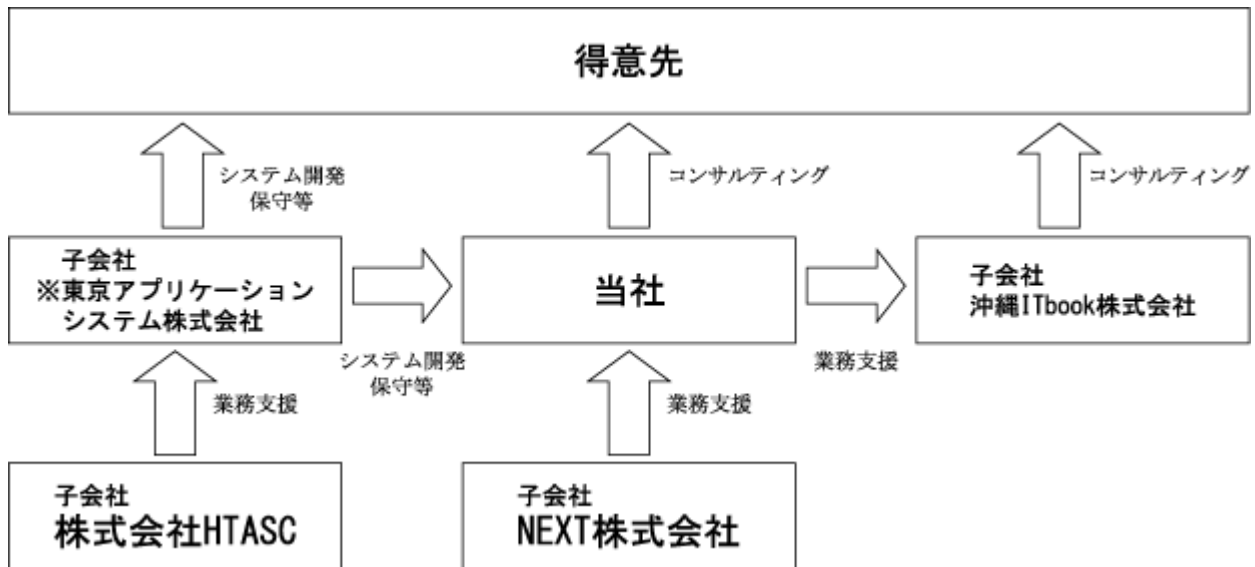 得意先
システム開発
保守等
コンサルティング
コンサルティング
子会社
※東京アプリケーション
システム株式会社
当社
子会社
沖縄ITbook株式会社
システム開発
保守等
業務支援
業務支援
業務支援
子会社
株式会社HTASC
子会社
NEXT株式会社